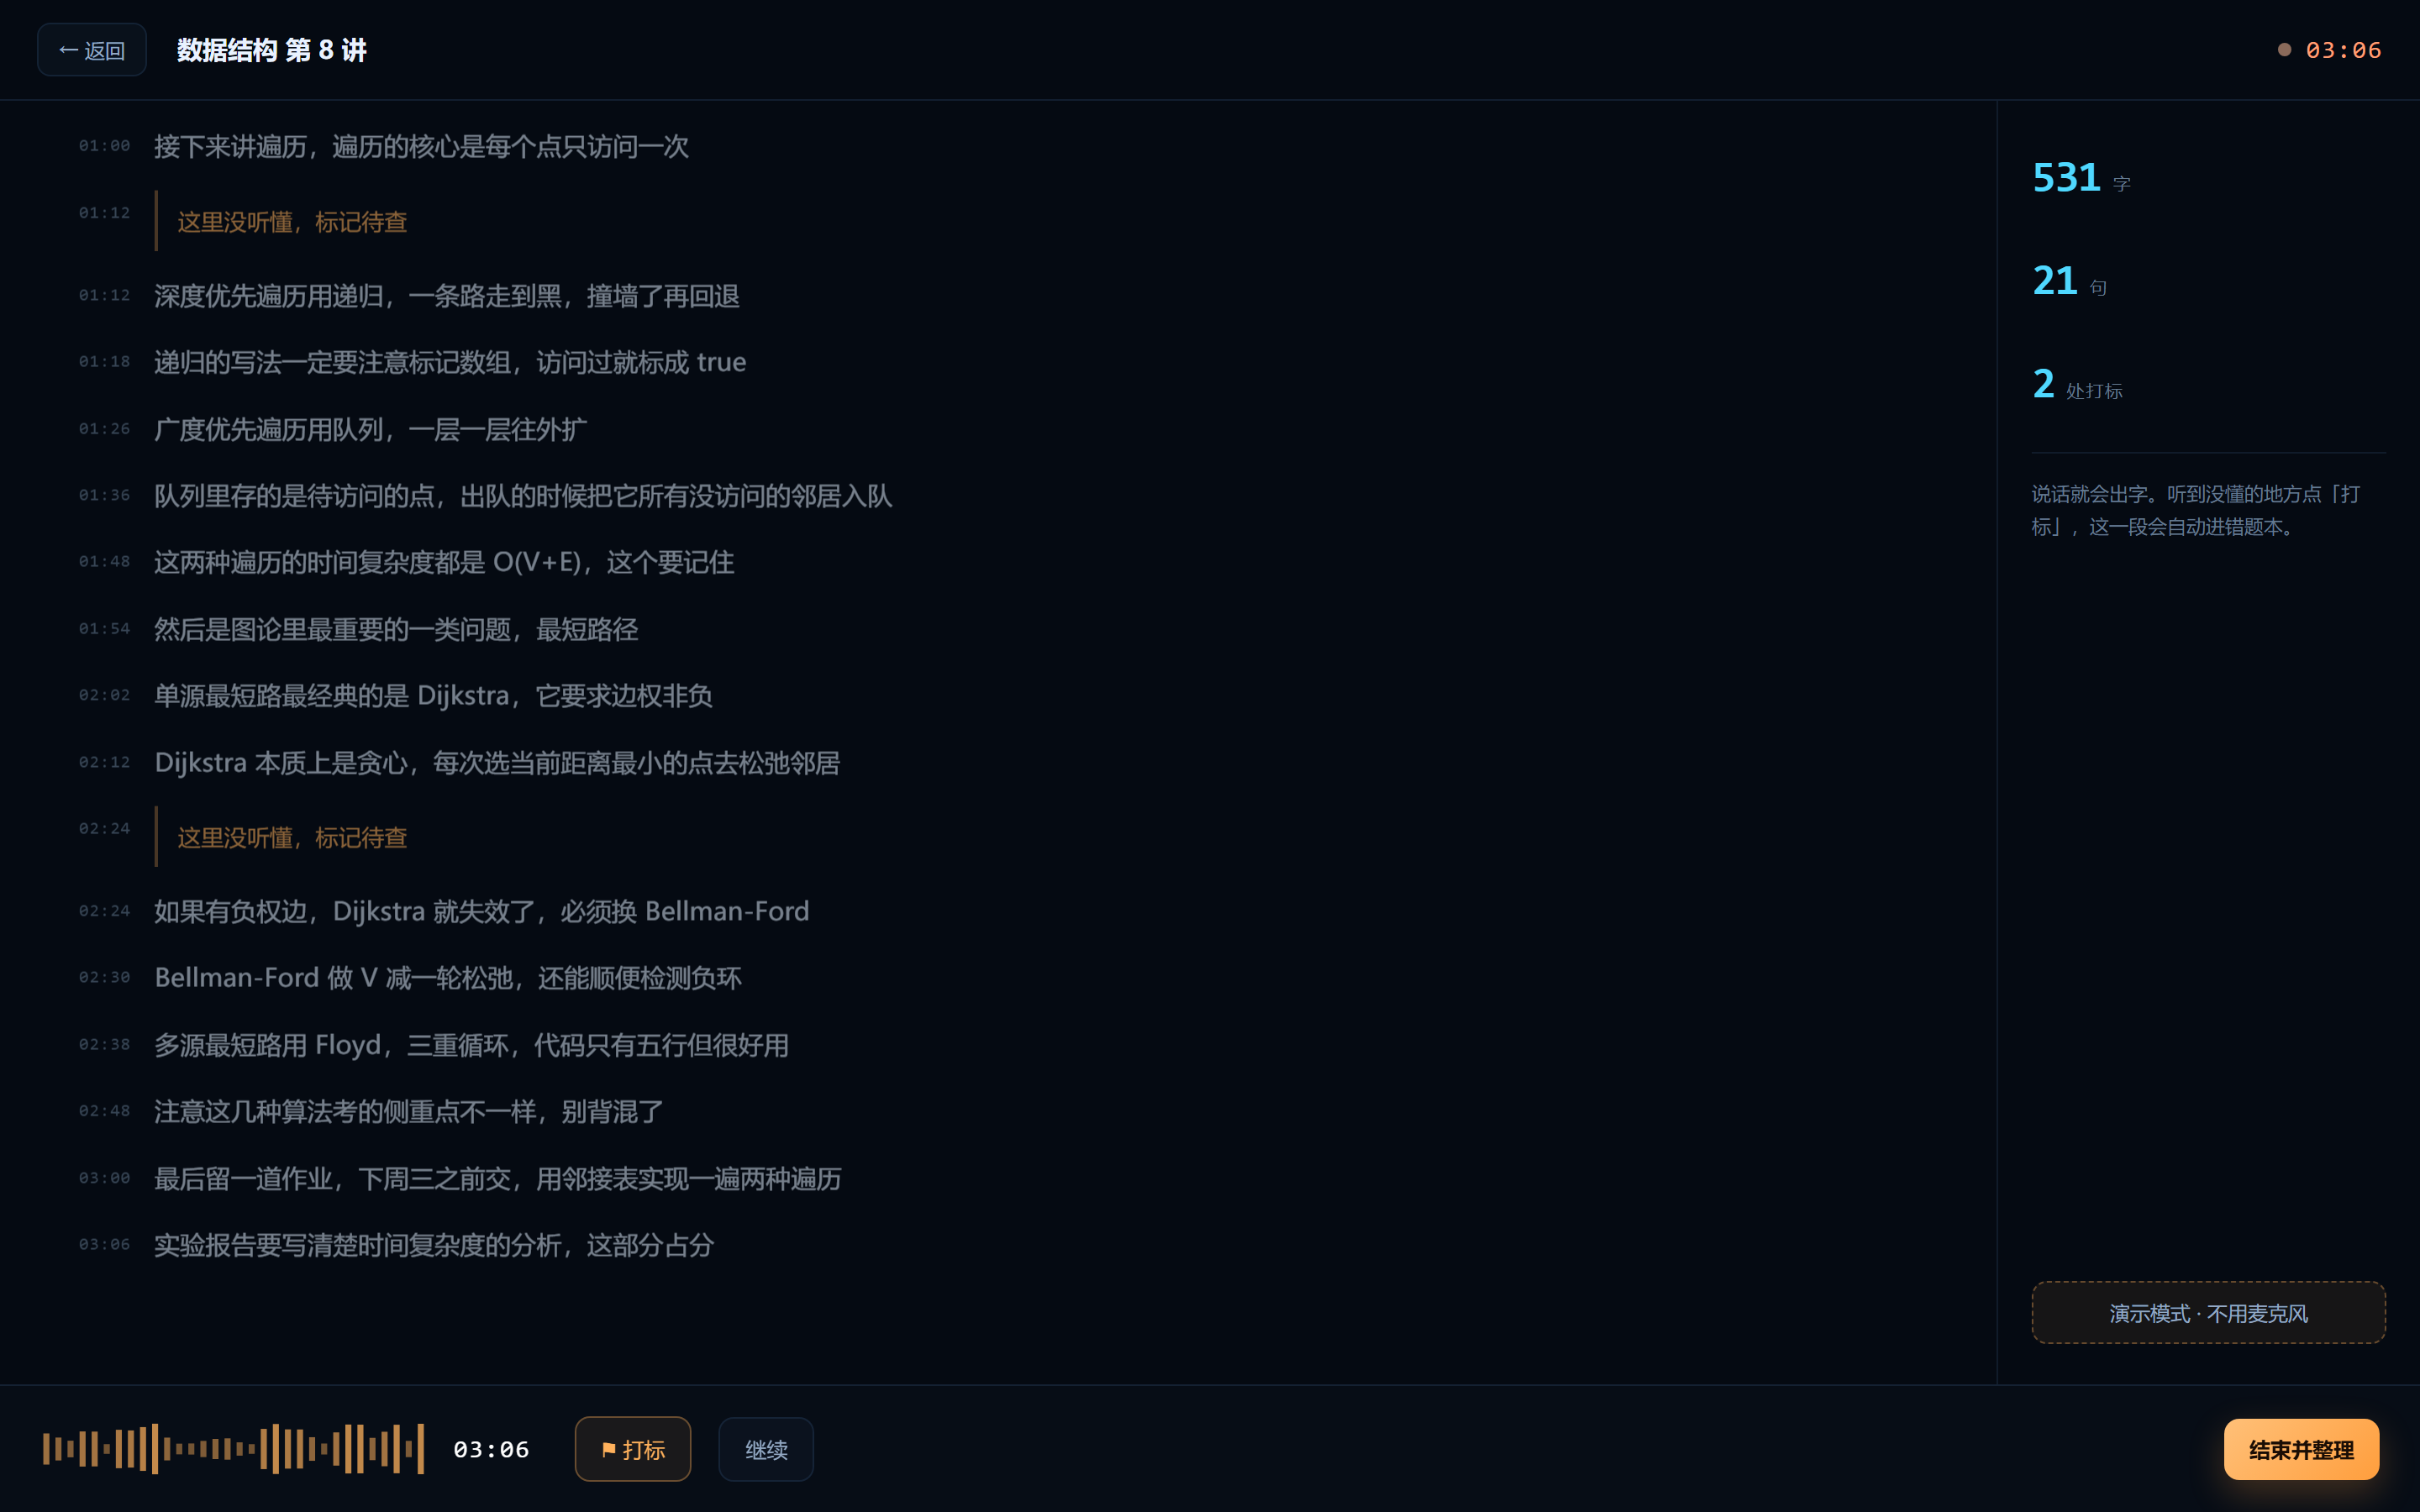 ← 返回
数据结构 第 8 讲
03:06
01:00 接下来讲遍历，遍历的核心是每个点只访问一次
01:12 这里没听懂，标记待查
01:12 深度优先遍历用递归，一条路走到黑，撞墙了再回退
01:18 递归的写法一定要注意标记数组，访问过就标成 true
01:26 广度优先遍历用队列，一层一层往外扩
01:36 队列里存的是待访问的点，出队的时候把它所有没访问的邻居入队
01:48 这两种遍历的时间复杂度都是 O(V+E)，这个要记住
01:54 然后是图论里最重要的一类问题，最短路径
02:02 单源最短路最经典的是 Dijkstra，它要求边权非负
02:12 Dijkstra 本质上是贪心，每次选当前距离最小的点去松弛邻居
02:24 这里没听懂，标记待查
02:24 如果有负权边，Dijkstra 就失效了，必须换 Bellman-Ford
02:30 Bellman-Ford 做 V 减一轮松弛，还能顺便检测负环
02:38 多源最短路用 Floyd，三重循环，代码只有五行但很好用
02:48 注意这几种算法考的侧重点不一样，别背混了
03:00 最后留一道作业，下周三之前交，用邻接表实现一遍两种遍历
03:06 实验报告要写清楚时间复杂度的分析，这部分占分
531 字
21 句
2 处打标
说话就会出字。听到没懂的地方点「打
标」，这一段会自动进错题本。
演示模式 · 不用麦克风
03:06
打标
继续
结束并整理